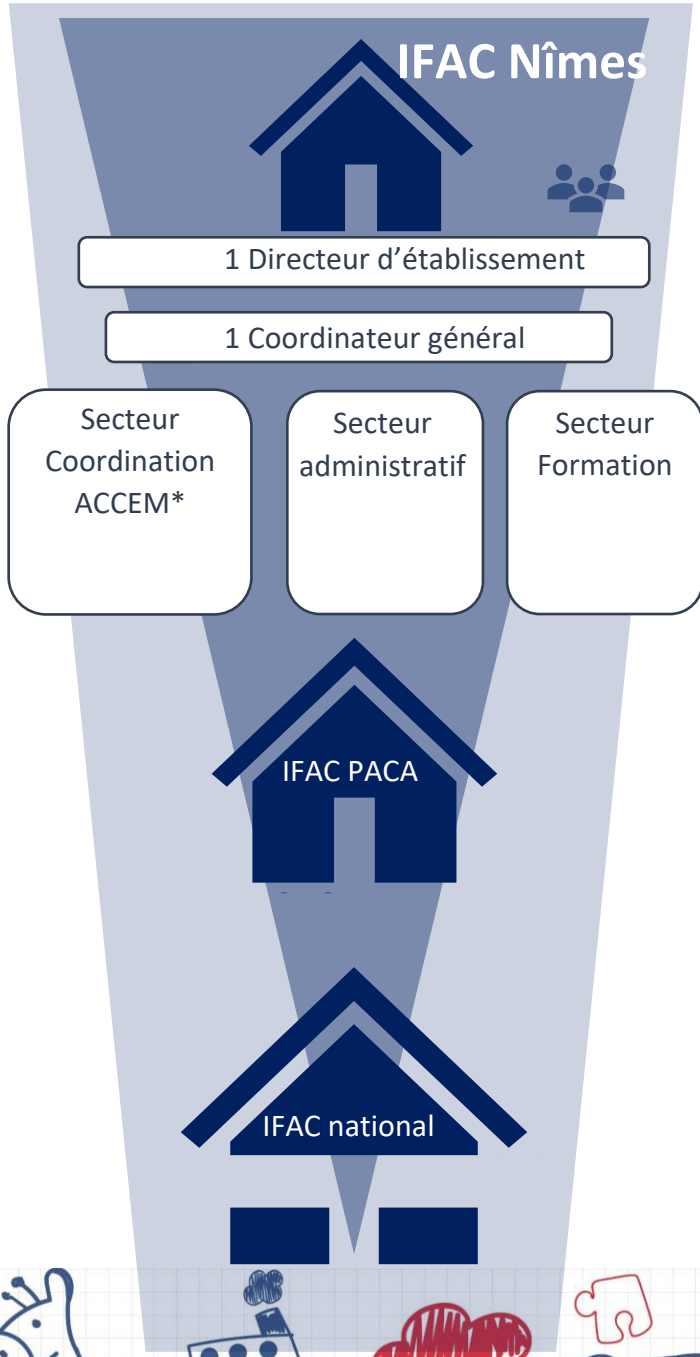 IFAC Nîmes
1 Directeur d’établissement
1 Coordinateur général
Secteur
Coordination
ACCEM*
Secteur
administratif
Secteur
Formation
IFAC PACA
IFAC national